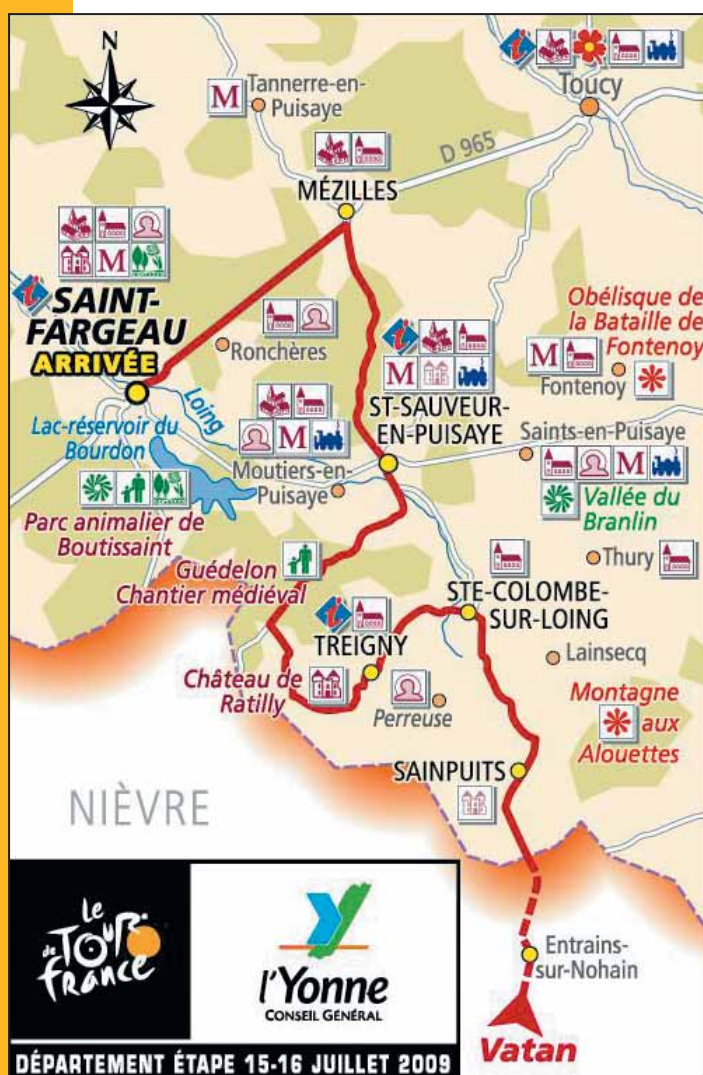 N
M
Tannerre-en-
Puisaye
i
Toucy
D 965
MÉZILLES
M
i
SAINT-
FARGEAU
ARRIVÉE
Ronchères
i
M
ST-SAUVEUR-
EN-PUISAYE
Obélisque de
la Bataille de
Fontenoy
M
Fontenoy
Loing
Lac-réservoir du
Bourdon
M
Moutiers-en-
Puisaye
Saints-en-Puisaye
M
Vallée du
Branlin
Parc animalier de
Boutissaint
Guédelon
Chantier médiéval
Thury
STE-COLOMBE-
SUR-LOING
i
TREIGNY
Lainsecq
Château de
Ratilly
Perreuse
Montagne
aux
Alouettes
SAINPUITS
NIÈVRE
le
TOUR
de
france
l'Yonne
CONSEIL GÉNÉRAL
Entrains-
sur-Nohain
Vatan
DÉPARTEMENT ÉTAPE 15-16 JUILLET 2009